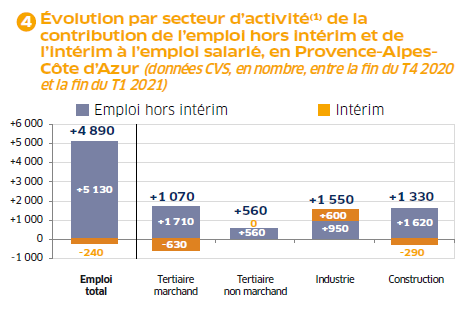 4 Évolution par secteur d'activité(1) de la
contribution de l'emploi hors intérim et de
l'intérim à l'emploi salarié, en Provence-Alpes-
Côte d'Azur (données CVS, en nombre, entre la fin du T4 2020
et la fin du T1 2021)
Emploi hors intérim Intérim
+6 000
+5 000
+4 000
+3 000
+2 000
+1 000
0
-1 000
+4 890
+5 130
-240
+1 070
+1 710
-630
+560
0
+560
+1 550
+600
+950
+1 330
+1 620
-290
Emploi
total
Tertiaire
marchand
Tertiaire
non marchand
Industrie
Construction